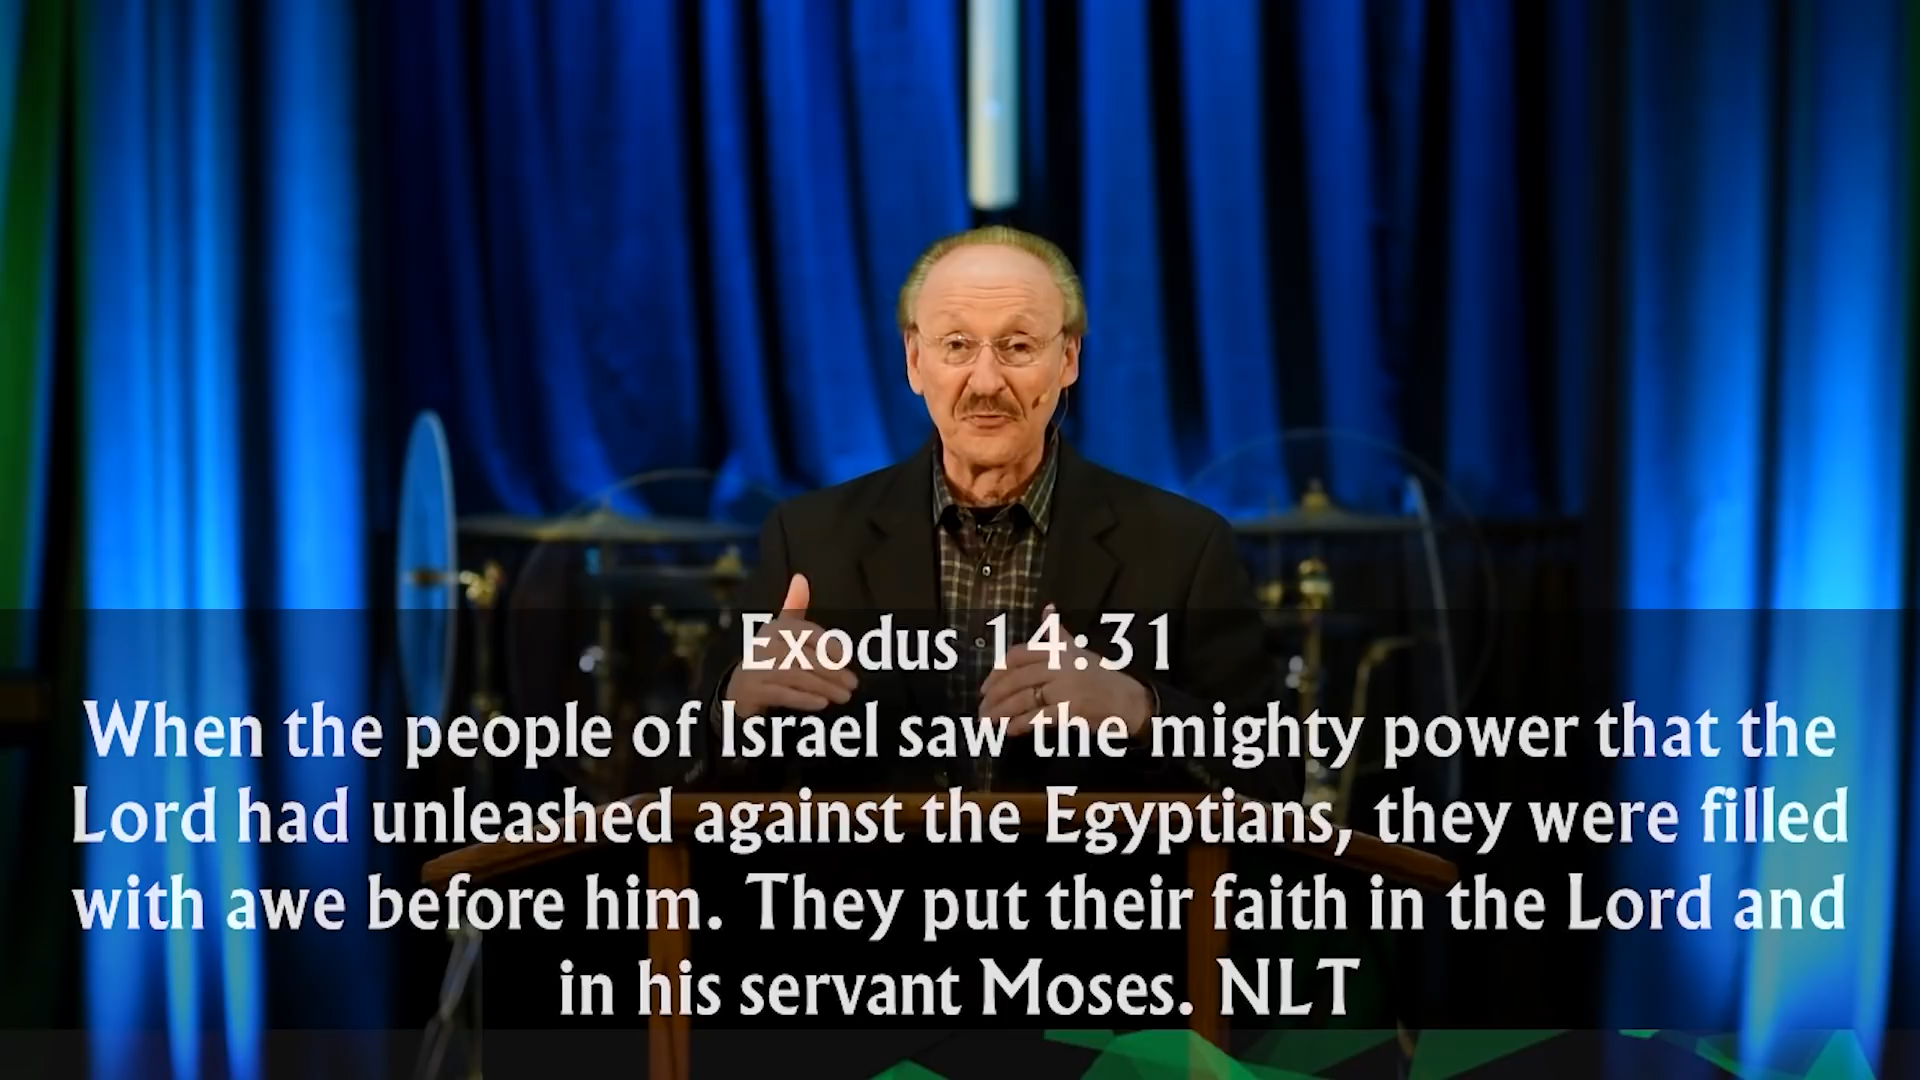 Exodus 14:31
When the people of Israel saw the mighty power that the
Lord had unleashed against the Egyptians, they were filled
with awe before him. They put their faith in the Lord and
in his servant Moses. NLT